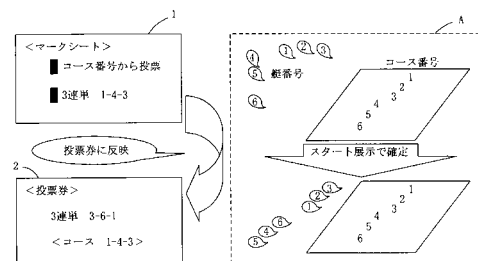 1
＜マークシート＞
コース番号から投票
3連単 1-4-3
投票券に反映
2
＜投票券＞
3連単 3-6-1
＜コース 1-4-3＞
A
① ② ③
④
⑤ 艇番号
⑥
コース番号
1
2
3
4
5
6
スタート展示で確定
③
②
①
⑥
④
⑤
1
2
3
4
5
6